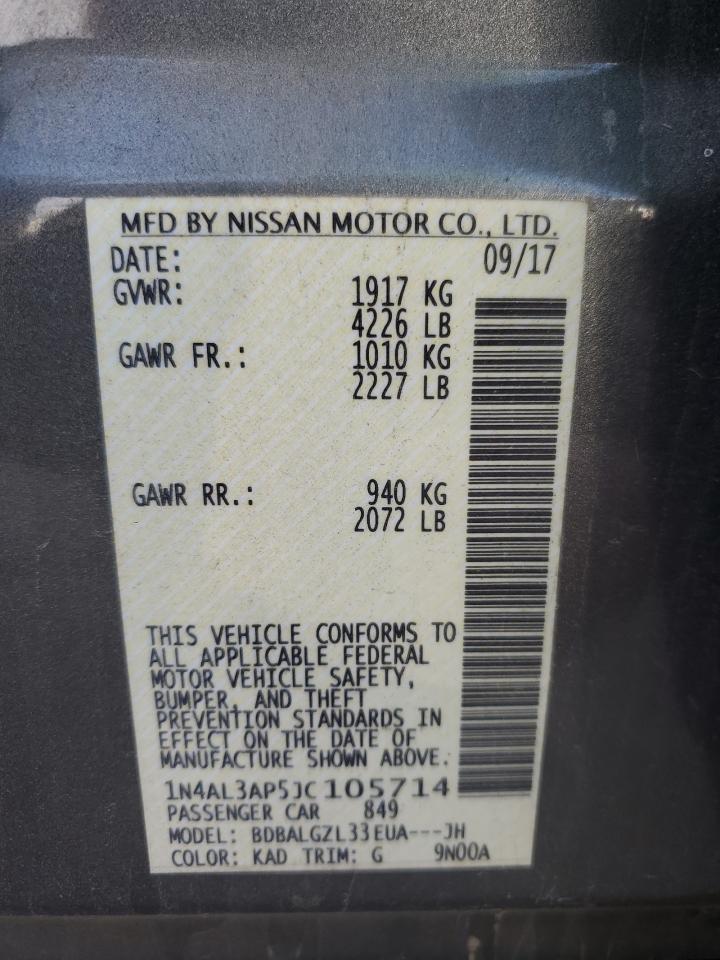 MFD BY NISSAN MOTOR CO., LTD.
DATE: 09/17
GVWR: 1917 KG
4226 LB
GAWR FR.: 1010 KG
2227 LB
GAWR RR.: 940 KG
2072 LB
THIS VEHICLE CONFORMS TO
ALL APPLICABLE FEDERAL
MOTOR VEHICLE SAFETY,
BUMPER, AND THEFT
PREVENTION STANDARDS IN
EFFECT ON THE DATE OF
MANUFACTURE SHOWN ABOVE.
1N4AL3AP5JC105714
PASSENGER CAR 849
MODEL: BDBALGZL33EUA---JH
COLOR: KAD TRIM: G 9N00A